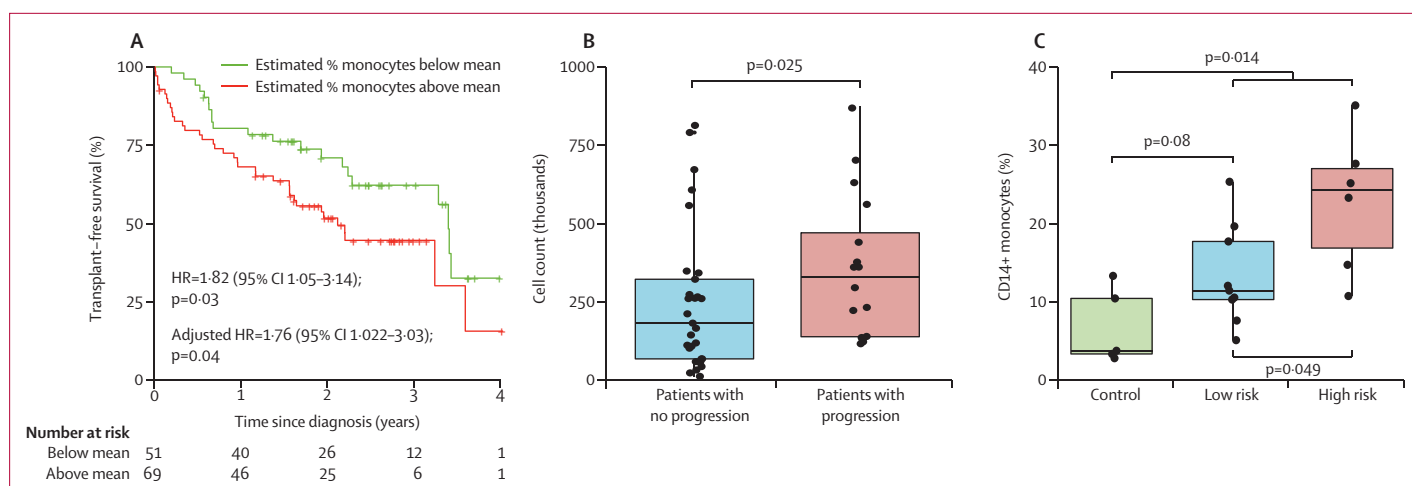 A
Estimated % monocytes below mean
Estimated % monocytes above mean
100
75
50
25
0
Transplant–free survival (%)
HR=1·82 (95% CI 1·05–3·14);
p=0·03
Adjusted HR=1·76 (95% CI 1·022–3·03);
p=0·04
0 1 2 3 4
Time since diagnosis (years)
Number at risk
Below mean 51 40 26 12 1
Above mean 69 46 25 6 1
B
p=0·025
1000
750
500
250
0
Cell count (thousands)
Patients with
no progression
Patients with
progression
C
p=0·014
p=0·08
p=0·049
40
30
20
10
0
CD14+ monocytes (%)
Control Low risk High risk